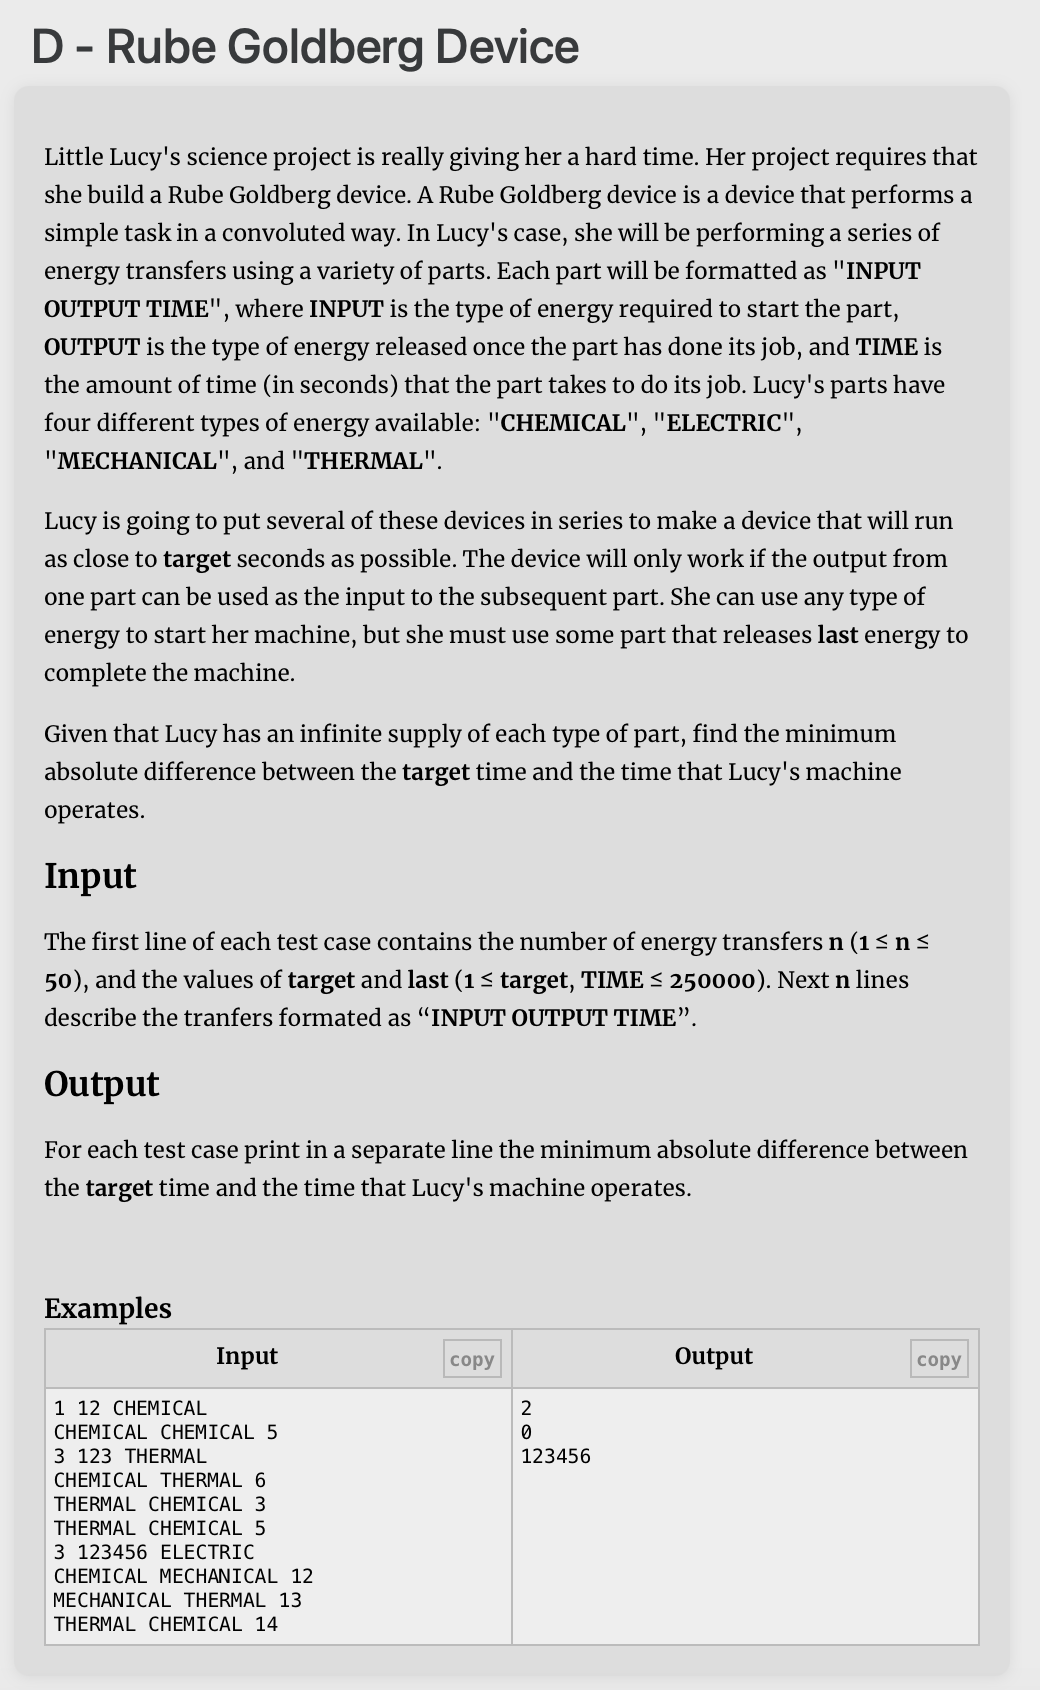 D - Rube Goldberg Device
Little Lucy's science project is really giving her a hard time. Her project requires that
she build a Rube Goldberg device. A Rube Goldberg device is a device that performs a
simple task in a convoluted way. In Lucy's case, she will be performing a series of
energy transfers using a variety of parts. Each part will be formatted as "INPUT
OUTPUT TIME", where INPUT is the type of energy required to start the part,
OUTPUT is the type of energy released once the part has done its job, and TIME is
the amount of time (in seconds) that the part takes to do its job. Lucy's parts have
four different types of energy available: "CHEMICAL", "ELECTRIC",
"MECHANICAL", and "THERMAL".
Lucy is going to put several of these devices in series to make a device that will run
as close to target seconds as possible. The device will only work if the output from
one part can be used as the input to the subsequent part. She can use any type of
energy to start her machine, but she must use some part that releases last energy to
complete the machine.
Given that Lucy has an infinite supply of each type of part, find the minimum
absolute difference between the target time and the time that Lucy's machine
operates.
Input
The first line of each test case contains the number of energy transfers n (1 ≤ n ≤
50), and the values of target and last (1 ≤ target, TIME ≤ 250000). Next n lines
describe the tranfers formated as “INPUT OUTPUT TIME”.
Output
For each test case print in a separate line the minimum absolute difference between
the target time and the time that Lucy's machine operates.
Examples
Input copy Output copy
1 12 CHEMICAL
CHEMICAL CHEMICAL 5
3 123 THERMAL
CHEMICAL THERMAL 6
THERMAL CHEMICAL 3
THERMAL CHEMICAL 5
3 123456 ELECTRIC
CHEMICAL MECHANICAL 12
MECHANICAL THERMAL 13
THERMAL CHEMICAL 14
2
0
123456